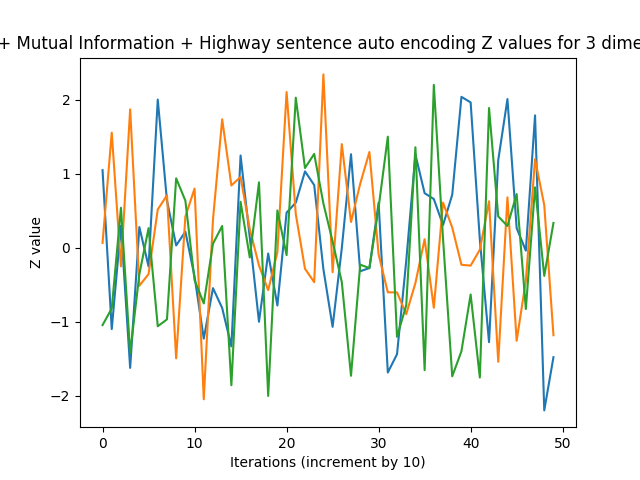 + Mutual Information + Highway sentence auto encoding Z values for 3 dime
2
1
0
−1
−2
Z value
0 10 20 30 40 50
Iterations (increment by 10)